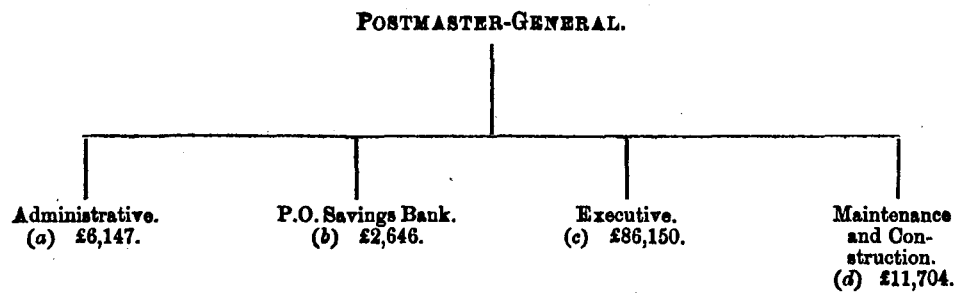 POSTMASTER-GENERAL.
Administrative.
(a) £6,147.
P.O. Savings Bank.
(b) £2,646.
Executive.
(c) £86,150.
Maintenance
and Con-
struction.
(d) £11,704.